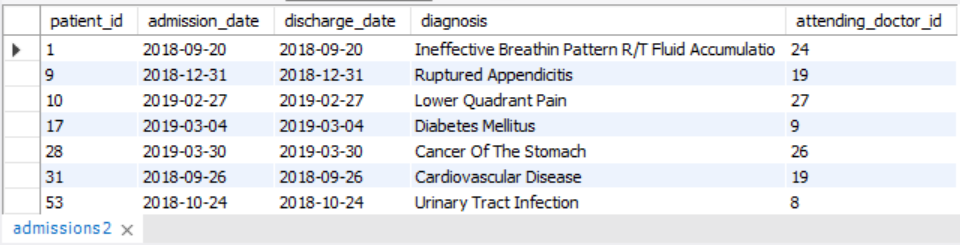 patient_id admission_date discharge_date diagnosis attending_doctor_id
1 2018-09-20 2018-09-20 Ineffective Breathin Pattern R/T Fluid Accumulatio 24
9 2018-12-31 2018-12-31 Ruptured Appendicitis 19
10 2019-02-27 2019-02-27 Lower Quadrant Pain 27
17 2019-03-04 2019-03-04 Diabetes Mellitus 9
28 2019-03-30 2019-03-30 Cancer Of The Stomach 26
31 2018-09-26 2018-09-26 Cardiovascular Disease 19
53 2018-10-24 2018-10-24 Urinary Tract Infection 8
admissions2